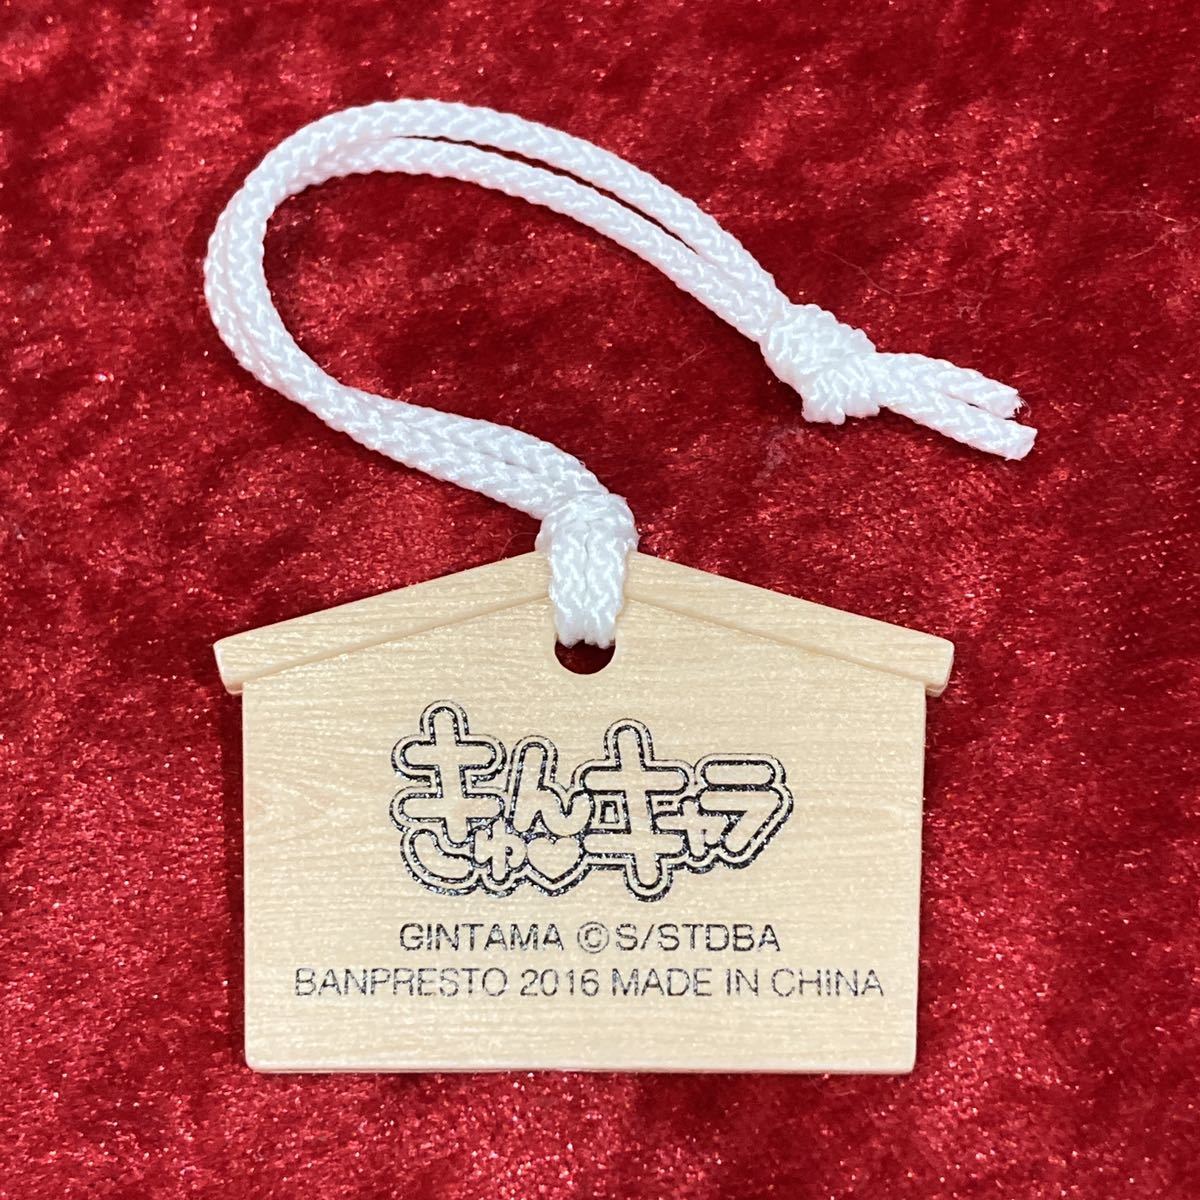 きゅんキャラ
GINTAMA ©S/STDBA
BANPRESTO 2016 MADE IN CHINA